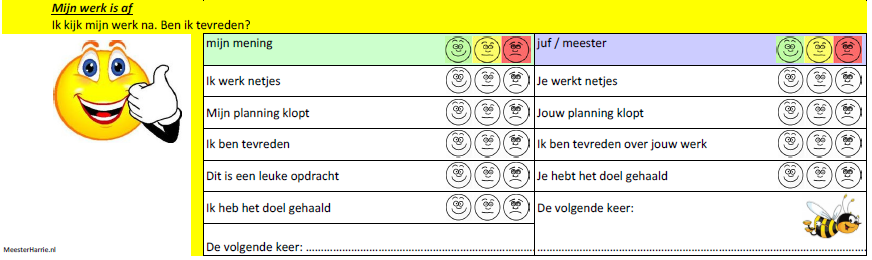 Mijn werk is af
Ik kijk mijn werk na. Ben ik tevreden?
mijn mening
juf / meester
Ik werk netjes
Je werkt netjes
Mijn planning klopt
Jouw planning klopt
Ik ben tevreden
Ik ben tevreden over jouw werk
Dit is een leuke opdracht
Je hebt het doel gehaald
Ik heb het doel gehaald
De volgende keer:
De volgende keer: ……………………………………………………
……………………………………………………………………………
MeesterHarrie.nl